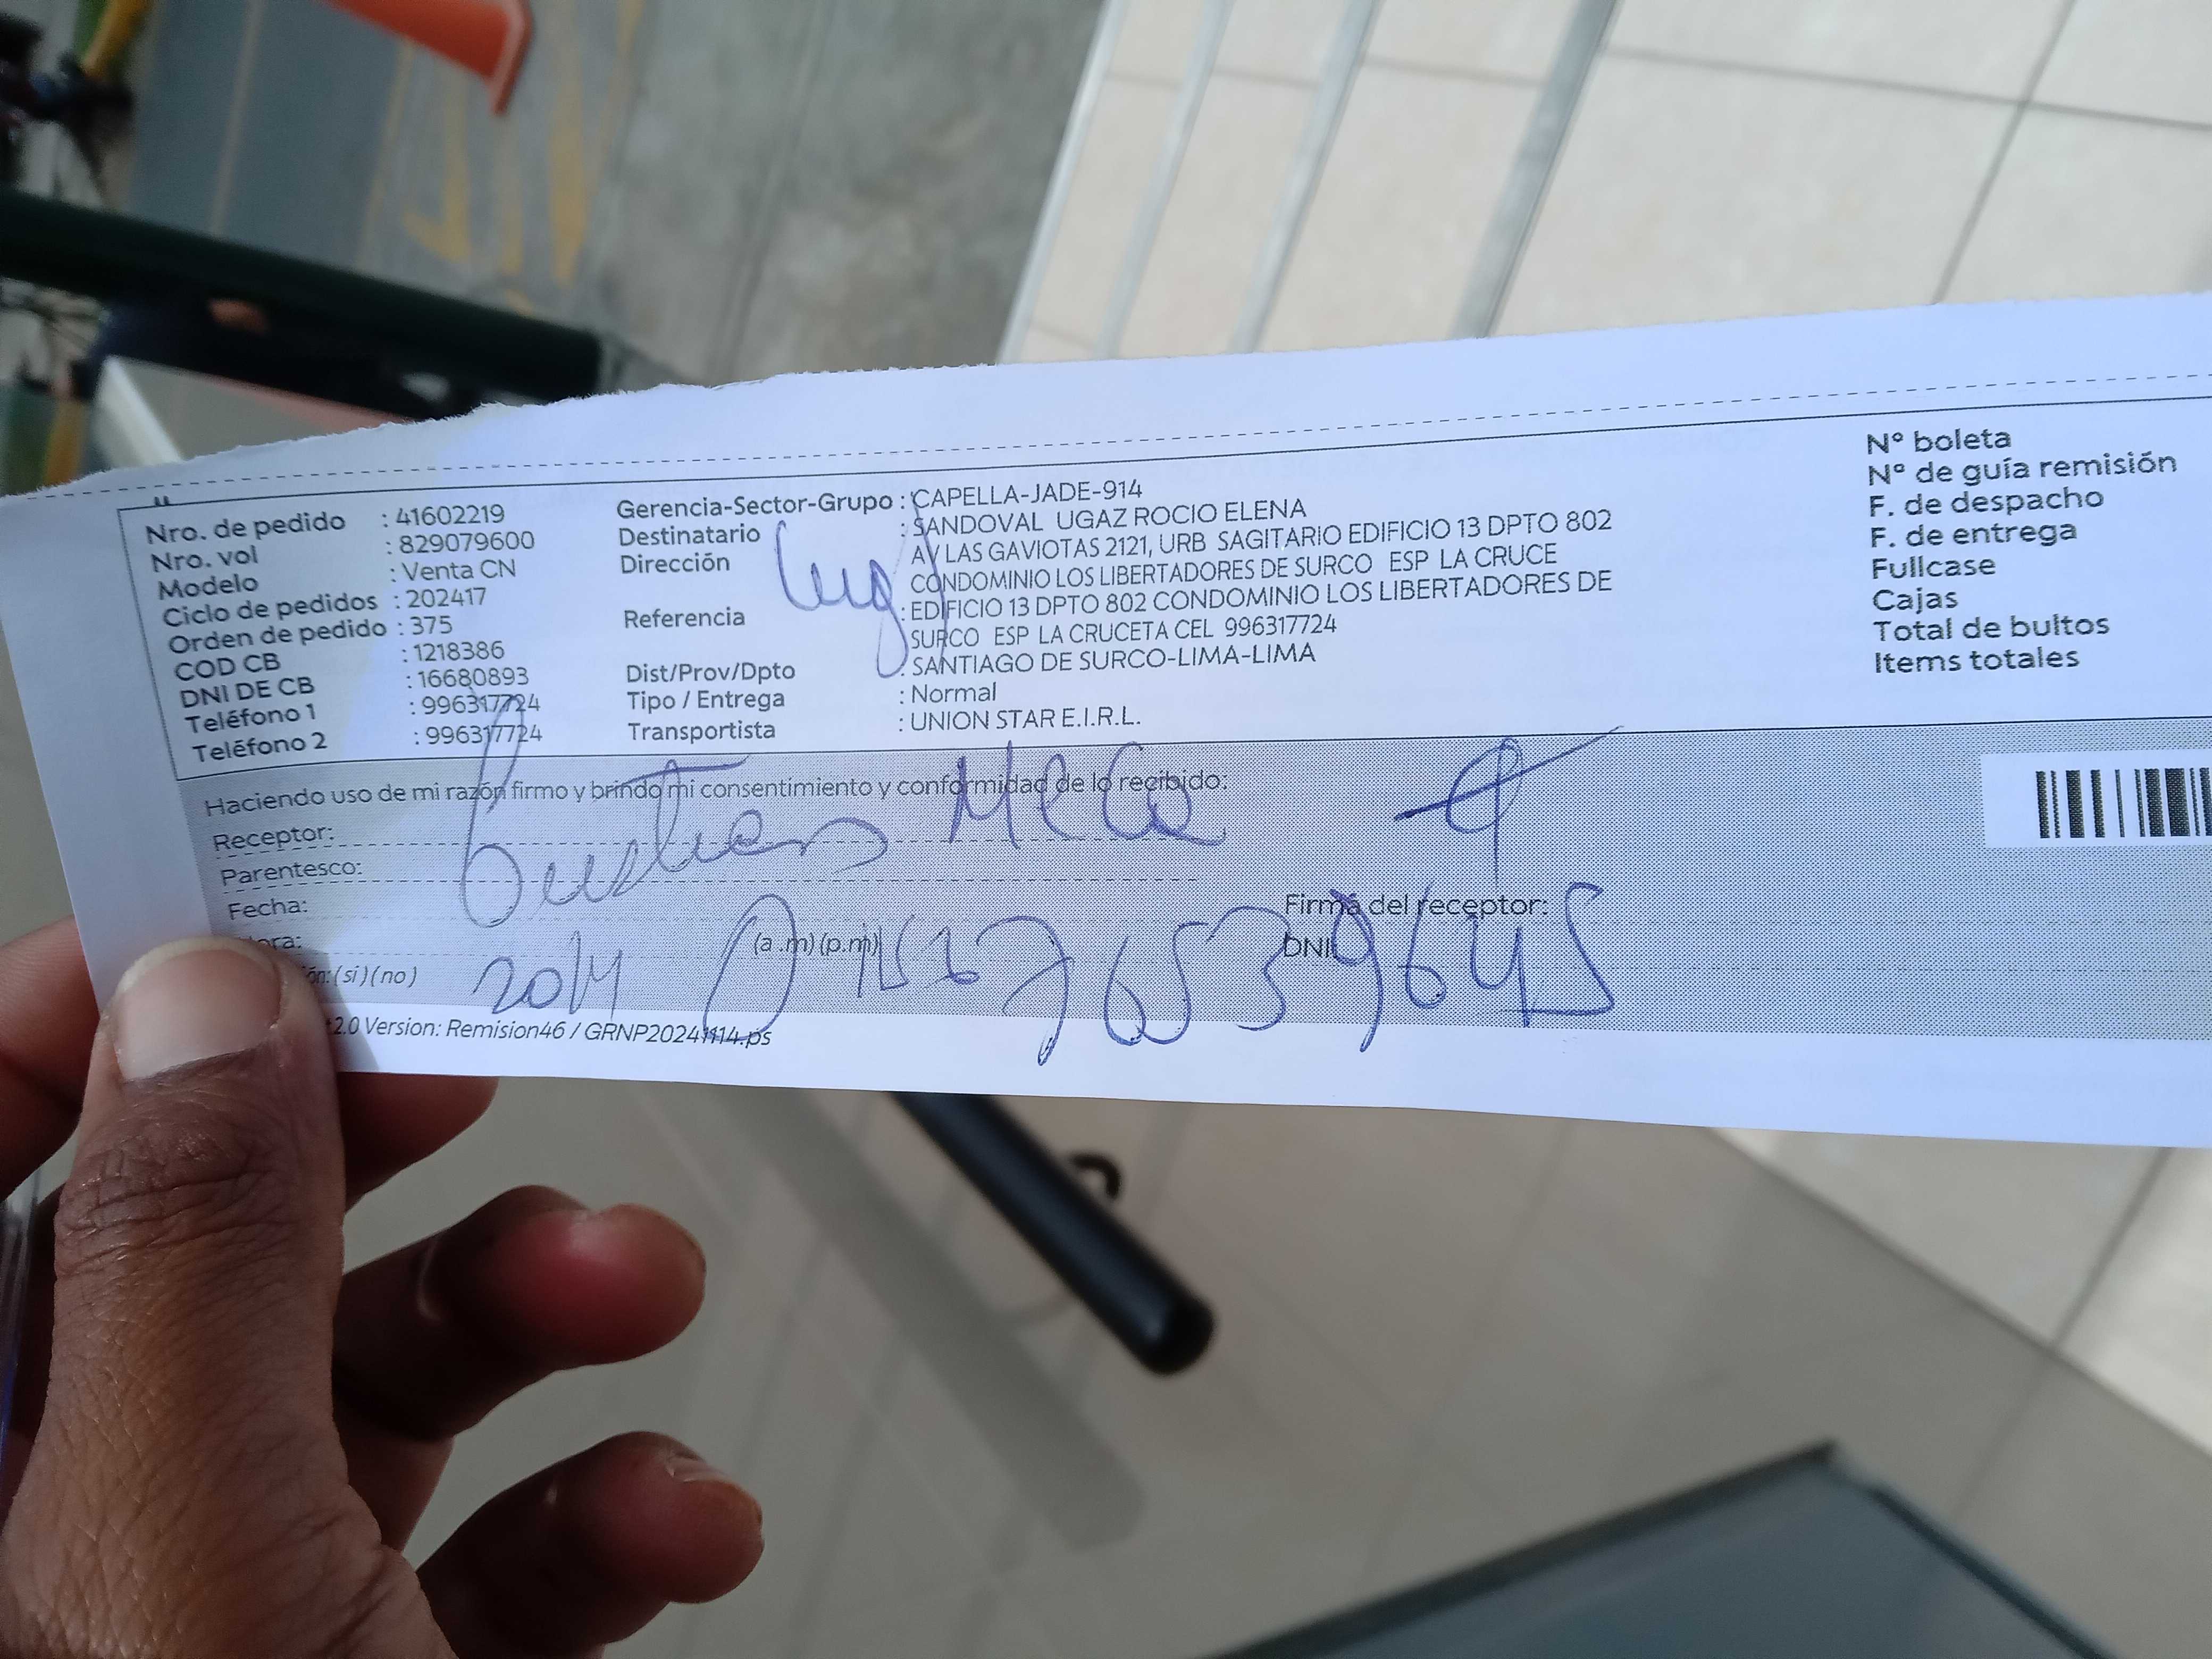 Nro. de pedido : 41602219
Nro. vol : 829079600
Modelo : Venta CN
Ciclo de pedidos : 202417
Orden de pedido : 375
COD CB : 1218386
DNI DE CB : 16680893
Teléfono 1 : 996317724
Teléfono 2 : 996317724
Gerencia-Sector-Grupo : CAPELLA-JADE-914
Destinatario : SANDOVAL UGAZ ROCIO ELENA
Dirección AV LAS GAVIOTAS 2121, URB SAGITARIO EDIFICIO 13 DPTO 802
CONDOMINIO LOS LIBERTADORES DE SURCO ESP LA CRUCE
Referencia : EDIFICIO 13 DPTO 802 CONDOMINIO LOS LIBERTADORES DE
SURCO ESP LA CRUCETA CEL 996317724
Dist/Prov/Dpto : SANTIAGO DE SURCO-LIMA-LIMA
Tipo / Entrega : Normal
Transportista : UNION STAR E.I.R.L.
Nº boleta
Nº de guía remisión
F. de despacho
F. de entrega
Fullcase
Cajas
Total de bultos
Items totales
Haciendo uso de mi razón firmo y brindo mi consentimiento y conformidad de lo recibido:
Receptor:
Parentesco:
Fecha:
ora: (a .m) (p.m)
ón: (si) (no)
Firma del receptor:
DNI
2.0 Version: Remision46 / GRNP20241114.ps